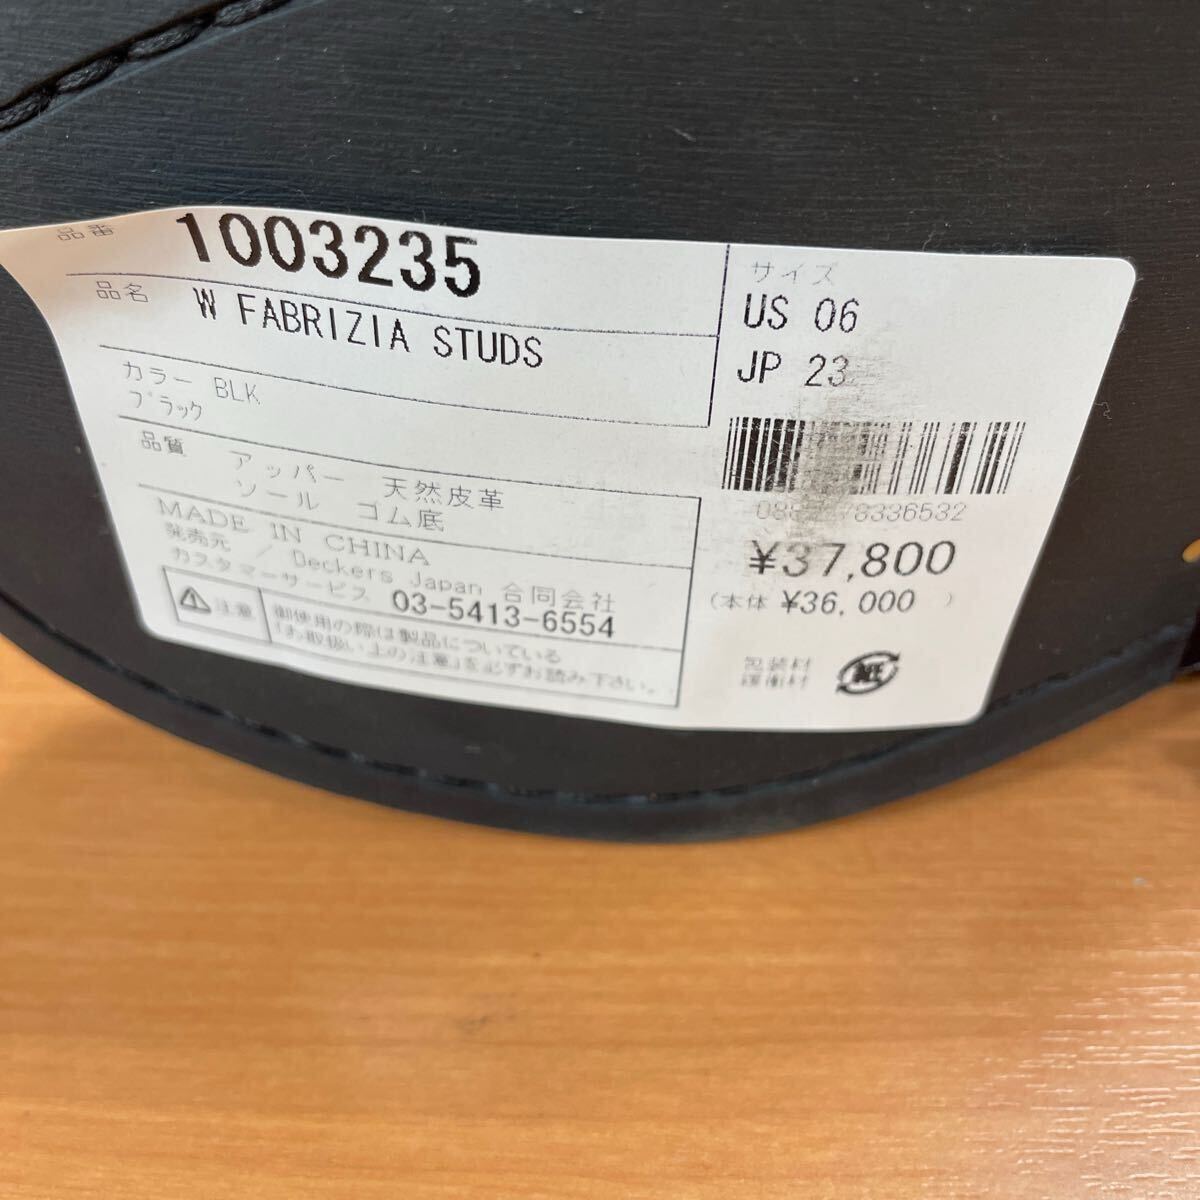 品番 1003235
品名 W FABRIZIA STUDS
カラー BLK
ブラック
品質 アッパー 天然皮革
ソール ゴム底
MADE IN CHINA
発売元 / Deckers Japan 合同会社
カスタマーサービス 03-5413-6554
注意
御使用の際は製品についている
「お取扱い上の注意」を必ずお読み下さい。
サイズ
US 06
JP 23
8336532
¥37,800
(本体 ¥36,000 )
包装材
緩衝材
紙